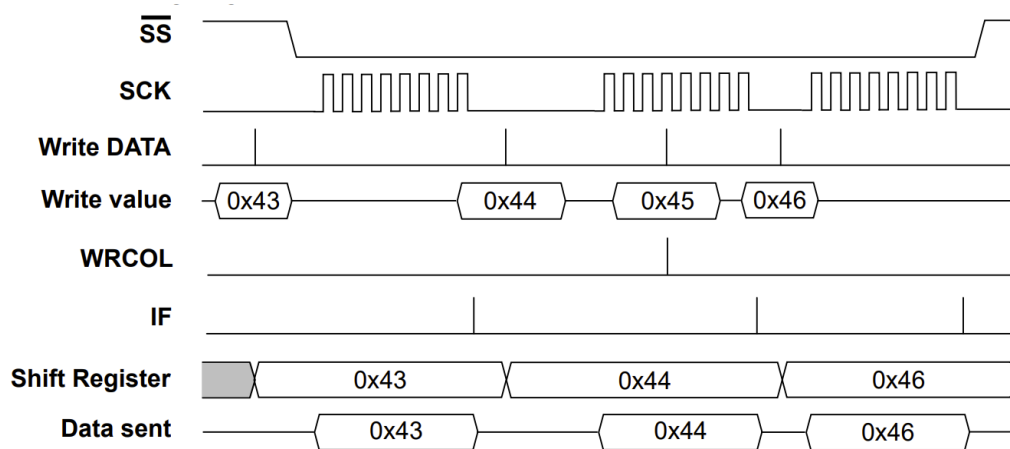 SS
SCK
Write DATA
Write value 0x43 0x44 0x45 0x46
WRCOL
IF
Shift Register 0x43 0x44 0x46
Data sent 0x43 0x44 0x46